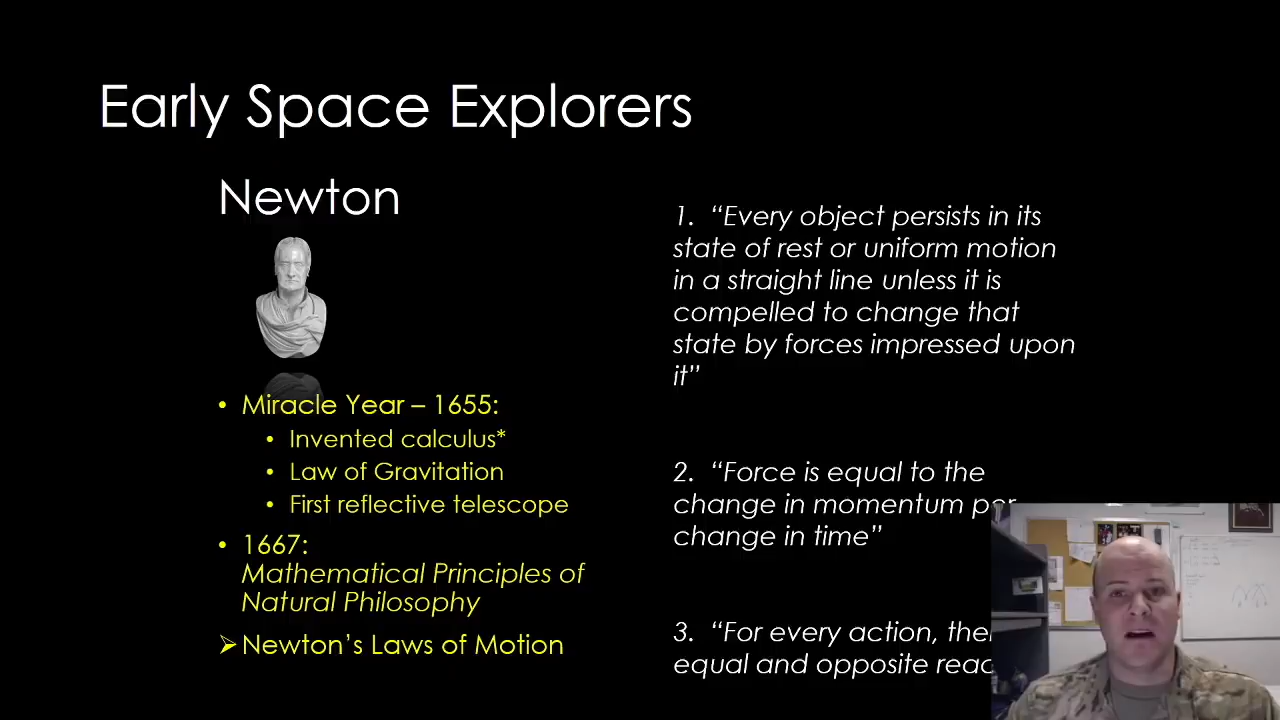 Early Space Explorers
Newton
• Miracle Year – 1655:
• Invented calculus*
• Law of Gravitation
• First reflective telescope
• 1667:
Mathematical Principles of
Natural Philosophy
➢ Newton’s Laws of Motion
1. “Every object persists in its
state of rest or uniform motion
in a straight line unless it is
compelled to change that
state by forces impressed upon
it”
2. “Force is equal to the
change in momentum per
change in time”
3. “For every action,
equal and opposite